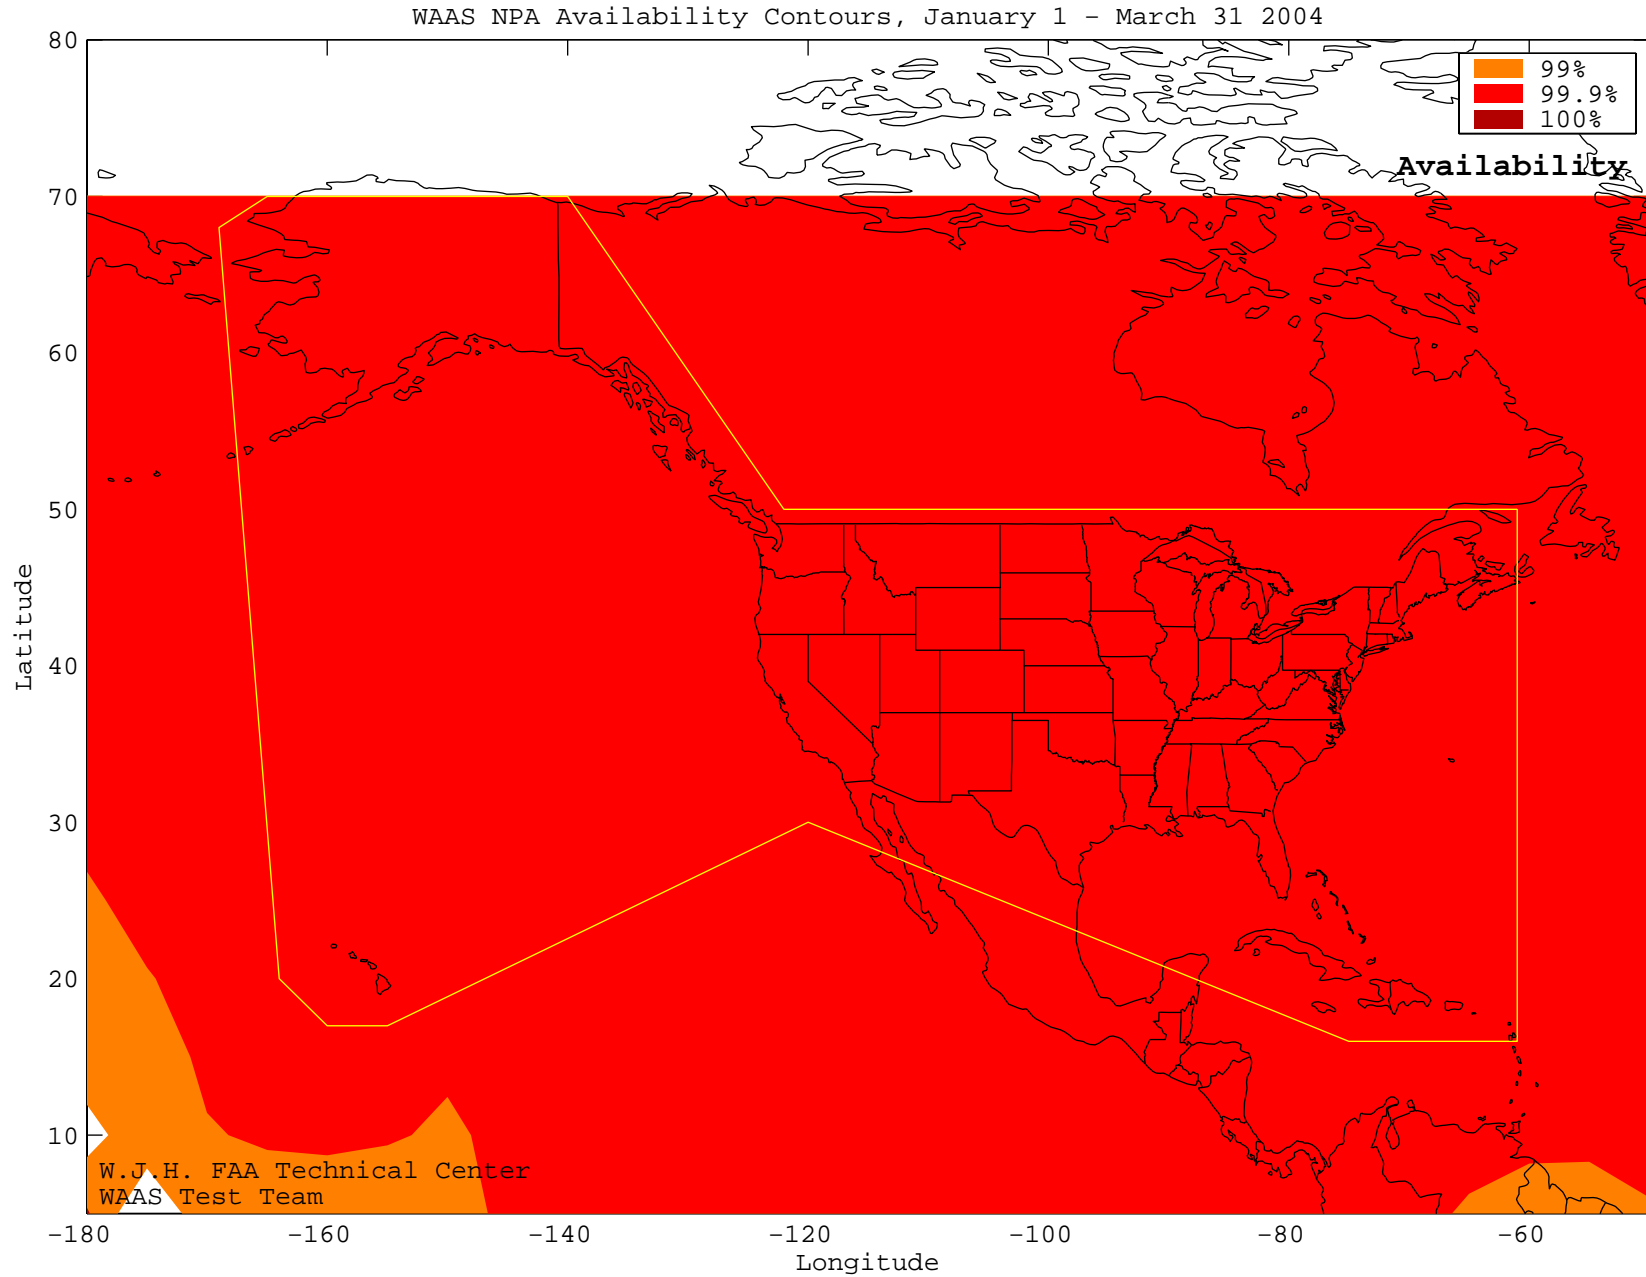 WAAS NPA Availability Contours, January 1 - March 31 2004
80
99%
99.9%
100%
Availability
70
60
50
Latitude
40
30
20
10
W.J.H. FAA Technical Center
WAAS Test Team
-180 -160 -140 -120 -100 -80 -60
Longitude